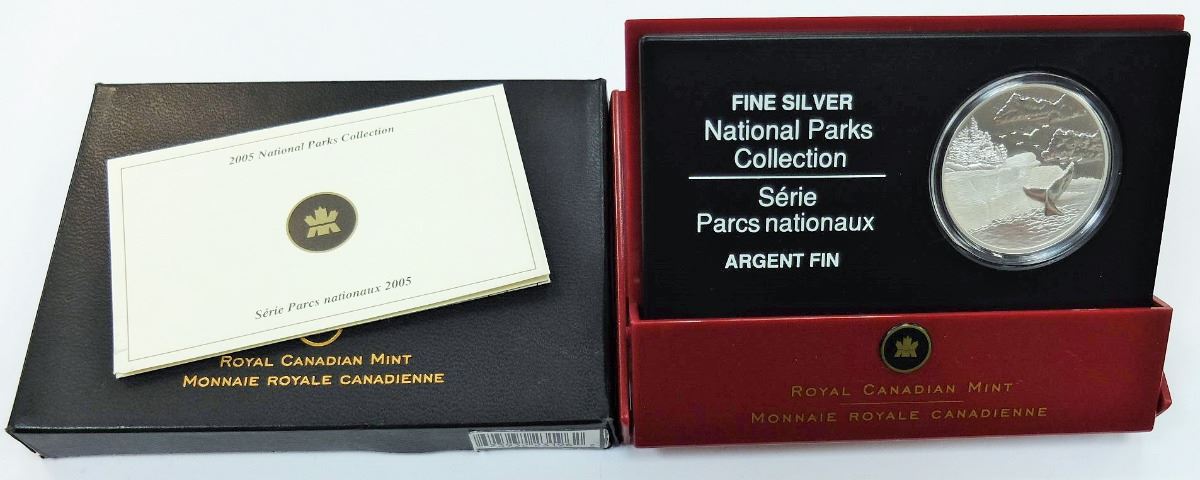 2005 National Parks Collection
Série Parcs nationaux 2005
ROYAL CANADIAN MINT
MONNAIE ROYALE CANADIENNE
FINE SILVER
National Parks
Collection
Série
Parcs nationaux
ARGENT FIN
ROYAL CANADIAN MINT
MONNAIE ROYALE CANADIENNE